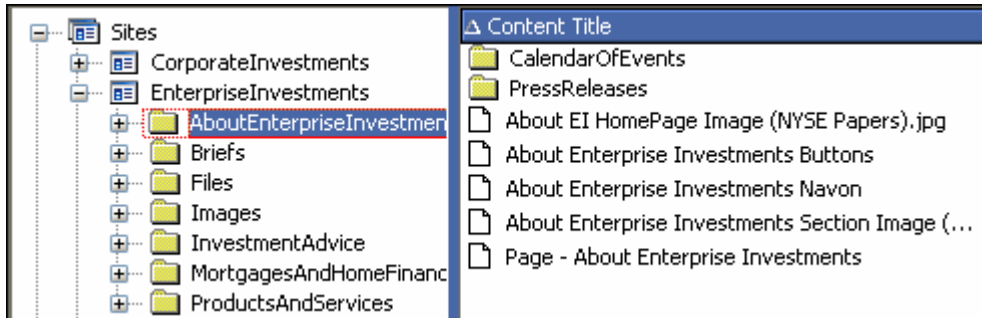 Sites
CorporateInvestments
EnterpriseInvestments
AboutEnterpriseInvestmen
Briefs
Files
Images
InvestmentAdvice
MortgagesAndHomeFinanc
ProductsAndServices
Content Title
CalendarOfEvents
PressReleases
About EI HomePage Image (NYSE Papers).jpg
About Enterprise Investments Buttons
About Enterprise Investments Navon
About Enterprise Investments Section Image (...
Page - About Enterprise Investments